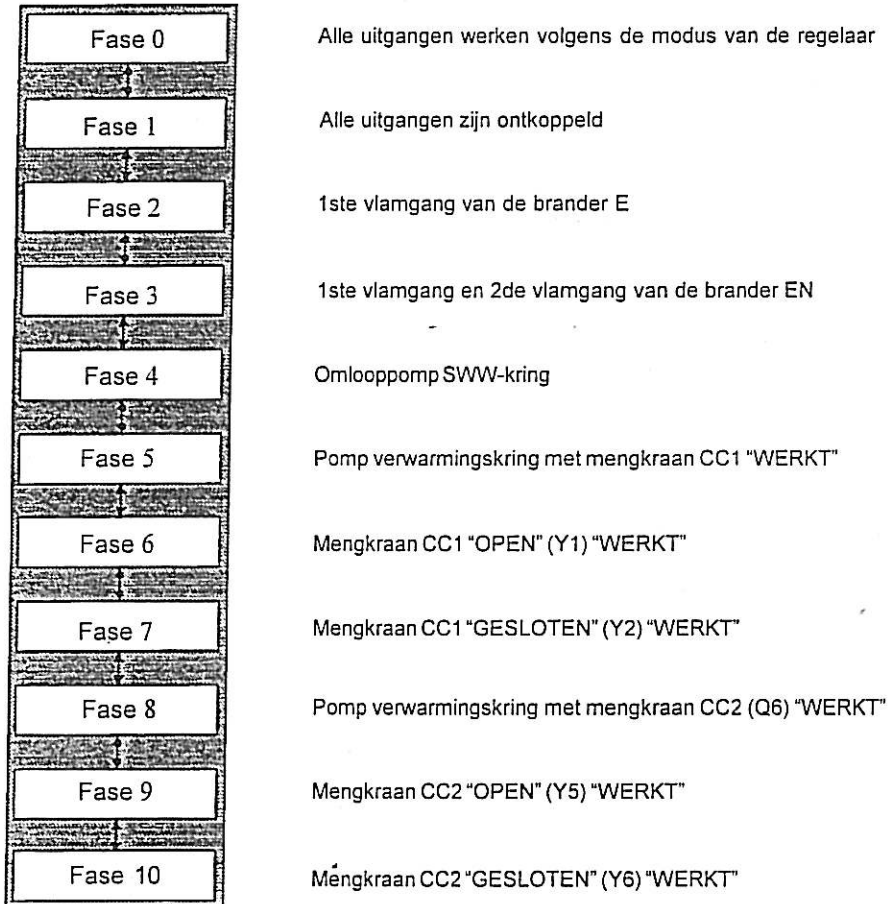 Fase 0 Alle uitgangen werken volgens de modus van de regelaar
Fase 1 Alle uitgangen zijn ontkoppeld
Fase 2 1ste vlamgang van de brander E
Fase 3 1ste vlamgang en 2de vlamgang van de brander EN
Fase 4 Omlooppomp SWW-kring
Fase 5 Pomp verwarmingskring met mengkraan CC1 “WERKT”
Fase 6 Mengkraan CC1 “OPEN” (Y1) “WERKT”
Fase 7 Mengkraan CC1 “GESLOTEN” (Y2) “WERKT”
Fase 8 Pomp verwarmingskring met mengkraan CC2 (Q6) “WERKT”
Fase 9 Mengkraan CC2 “OPEN” (Y5) “WERKT”
Fase 10 Mengkraan CC2 “GESLOTEN” (Y6) “WERKT”